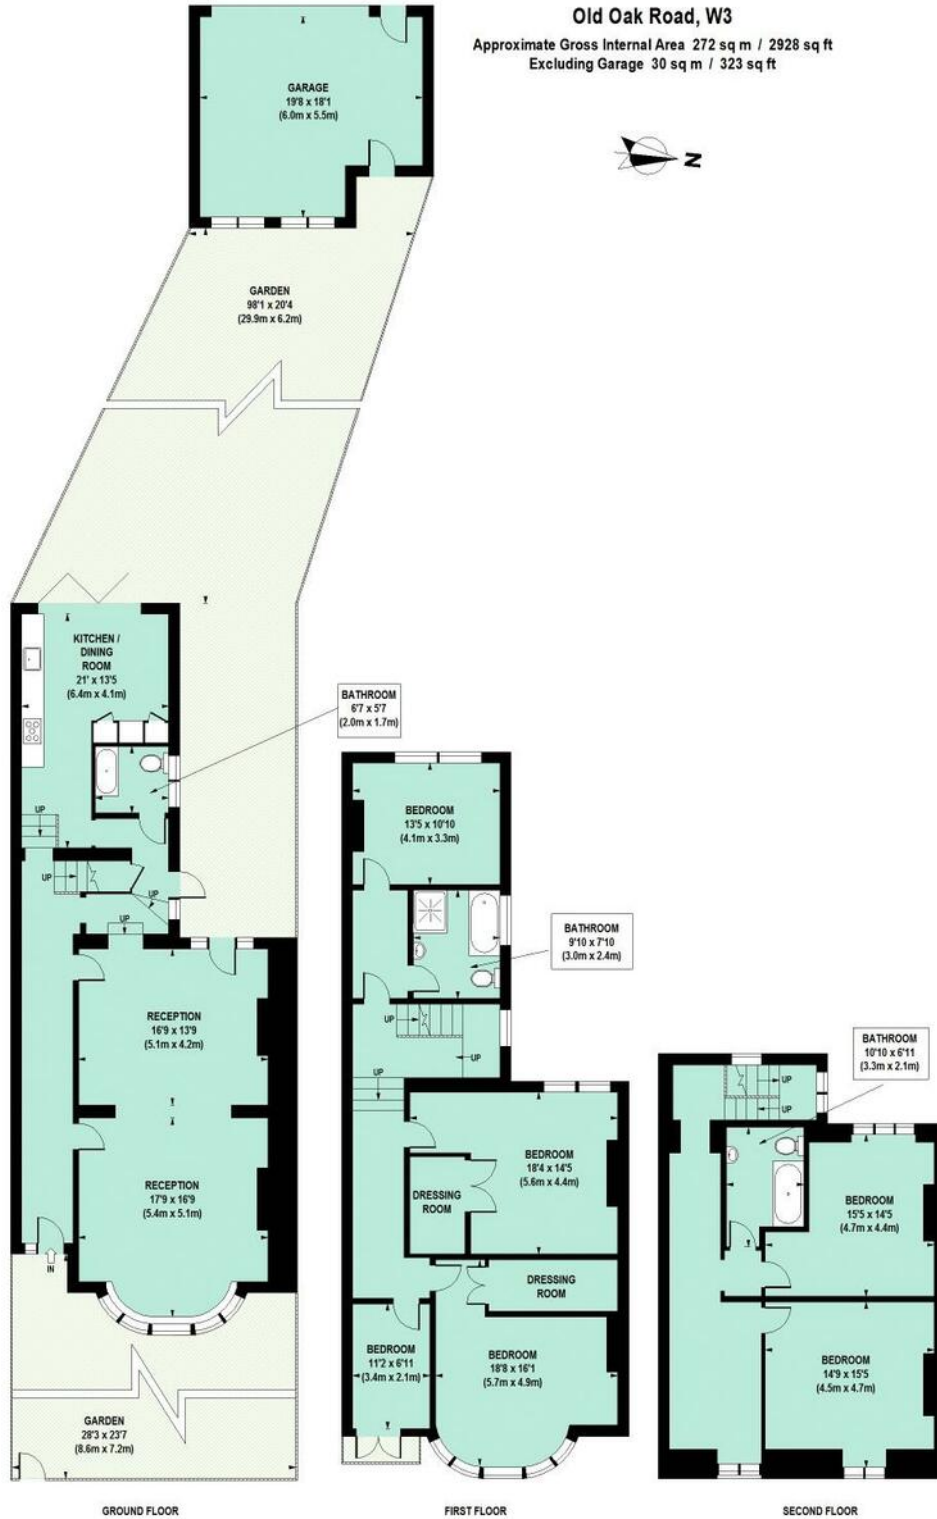 Old Oak Road, W3
Approximate Gross Internal Area 272 sq m / 2928 sq ft
Excluding Garage 30 sq m / 323 sq ft
N
GARAGE
19'8 x 18'1
(6.0m x 5.5m)
GARDEN
98'1 x 20'4
(29.9m x 6.2m)
KITCHEN /
DINING
ROOM
21' x 13'5
(6.4m x 4.1m)
BATHROOM
6'7 x 5'7
(2.0m x 1.7m)
UP
UP
UP
UP
RECEPTION
16'9 x 13'9
(5.1m x 4.2m)
RECEPTION
17'9 x 16'9
(5.4m x 5.1m)
IN
GARDEN
28'3 x 23'7
(8.6m x 7.2m)
GROUND FLOOR
BEDROOM
13'5 x 10'10
(4.1m x 3.3m)
BATHROOM
9'10 x 7'10
(3.0m x 2.4m)
UP
UP
UP
BEDROOM
18'4 x 14'5
(5.6m x 4.4m)
DRESSING
ROOM
DRESSING
ROOM
BEDROOM
11'2 x 6'11
(3.4m x 2.1m)
BEDROOM
18'8 x 16'1
(5.7m x 4.9m)
FIRST FLOOR
BATHROOM
10'10 x 6'11
(3.3m x 2.1m)
UP
UP
BEDROOM
15'5 x 14'5
(4.7m x 4.4m)
BEDROOM
14'9 x 15'5
(4.5m x 4.7m)
SECOND FLOOR